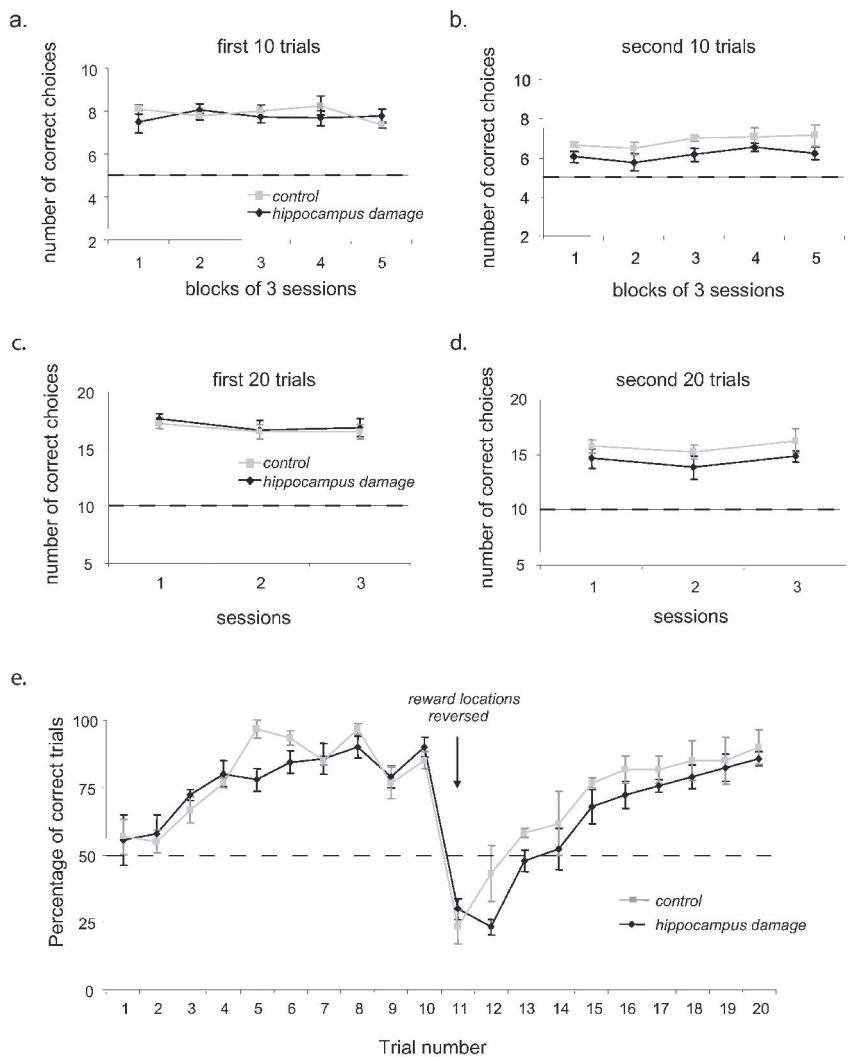 a.
first 10 trials
number of correct choices
10
8
6
4
2
control
hippocampus damage
1 2 3 4 5
blocks of 3 sessions
b.
second 10 trials
number of correct choices
10
8
6
4
2
1 2 3 4 5
blocks of 3 sessions
c.
first 20 trials
number of correct choices
20
15
10
5
control
hippocampus damage
1 2 3
sessions
d.
second 20 trials
number of correct choices
20
15
10
5
1 2 3
sessions
e.
reward locations
reversed
Percentage of correct trials
100
75
50
25
0
control
hippocampus damage
1 2 3 4 5 6 7 8 9 10 11 12 13 14 15 16 17 18 19 20
Trial number